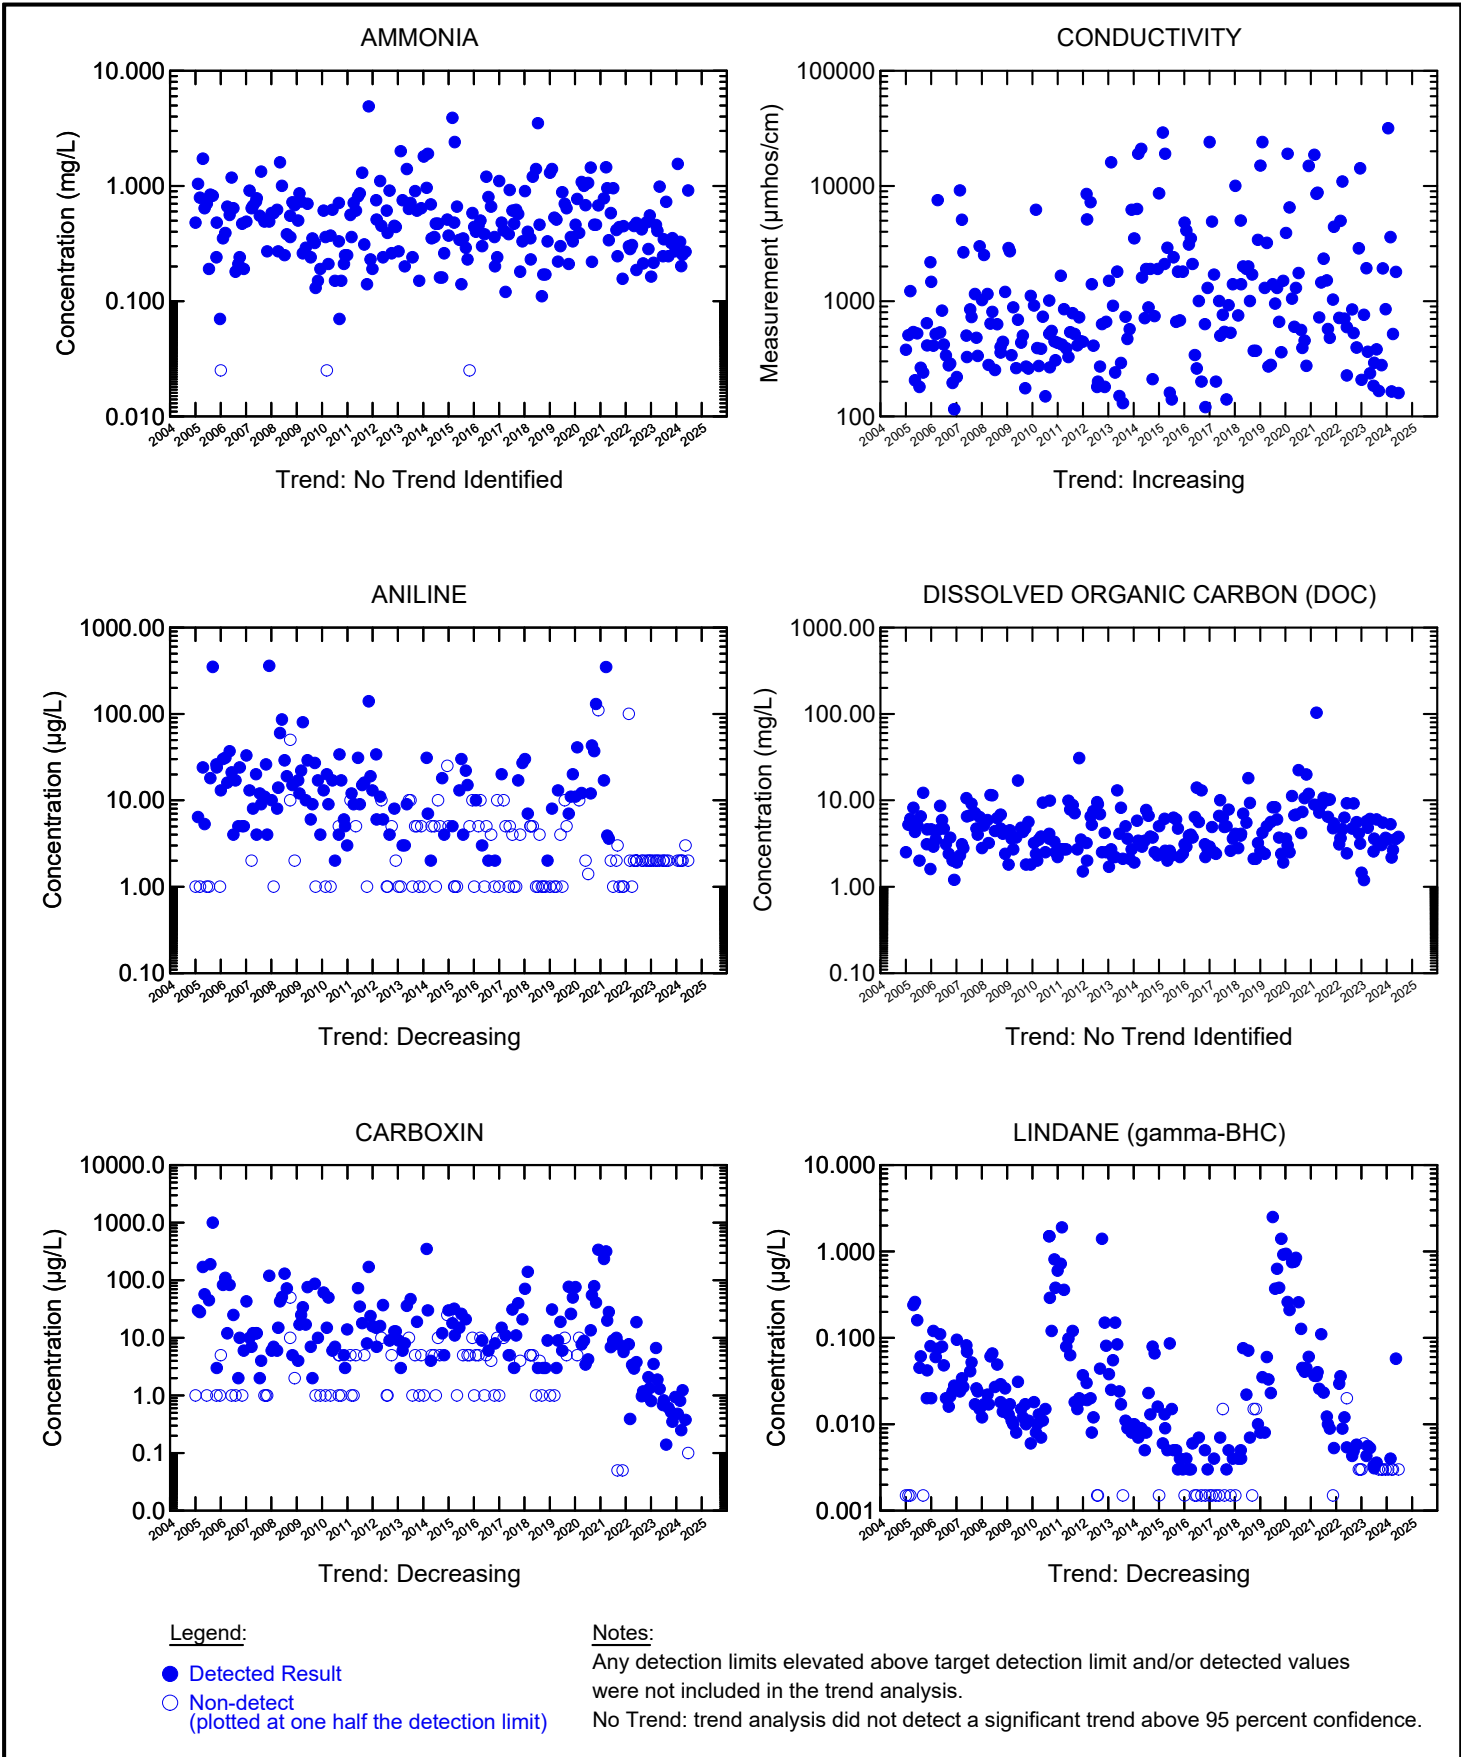 AMMONIA
Concentration (mg/L)
10.000
1.000
0.100
0.010
2004 2005 2006 2007 2008 2009 2010 2011 2012 2013 2014 2015 2016 2017 2018 2019 2020 2021 2022 2023 2024 2025
Trend: No Trend Identified
CONDUCTIVITY
Measurement (µmhos/cm)
100000
10000
1000
100
2004 2005 2006 2007 2008 2009 2010 2011 2012 2013 2014 2015 2016 2017 2018 2019 2020 2021 2022 2023 2024 2025
Trend: Increasing
ANILINE
Concentration (µg/L)
1000.00
100.00
10.00
1.00
0.10
2004 2005 2006 2007 2008 2009 2010 2011 2012 2013 2014 2015 2016 2017 2018 2019 2020 2021 2022 2023 2024 2025
Trend: Decreasing
DISSOLVED ORGANIC CARBON (DOC)
Concentration (mg/L)
1000.00
100.00
10.00
1.00
0.10
2004 2005 2006 2007 2008 2009 2010 2011 2012 2013 2014 2015 2016 2017 2018 2019 2020 2021 2022 2023 2024 2025
Trend: No Trend Identified
CARBOXIN
Concentration (µg/L)
10000.0
1000.0
100.0
10.0
1.0
0.1
0.0
2004 2005 2006 2007 2008 2009 2010 2011 2012 2013 2014 2015 2016 2017 2018 2019 2020 2021 2022 2023 2024 2025
Trend: Decreasing
LINDANE (gamma-BHC)
Concentration (µg/L)
10.000
1.000
0.100
0.010
0.001
2004 2005 2006 2007 2008 2009 2010 2011 2012 2013 2014 2015 2016 2017 2018 2019 2020 2021 2022 2023 2024 2025
Trend: Decreasing
Legend:
Detected Result
Non-detect
(plotted at one half the detection limit)
Notes:
Any detection limits elevated above target detection limit and/or detected values
were not included in the trend analysis.
No Trend: trend analysis did not detect a significant trend above 95 percent confidence.